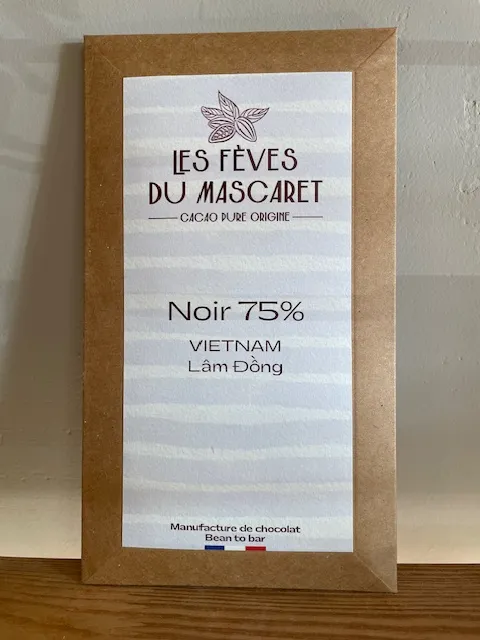 LES FÈVES
DU MASCARET
CACAO PURE ORIGINE
Noir 75%
VIETNAM
Lâm Đồng
Manufacture de chocolat
Bean to bar